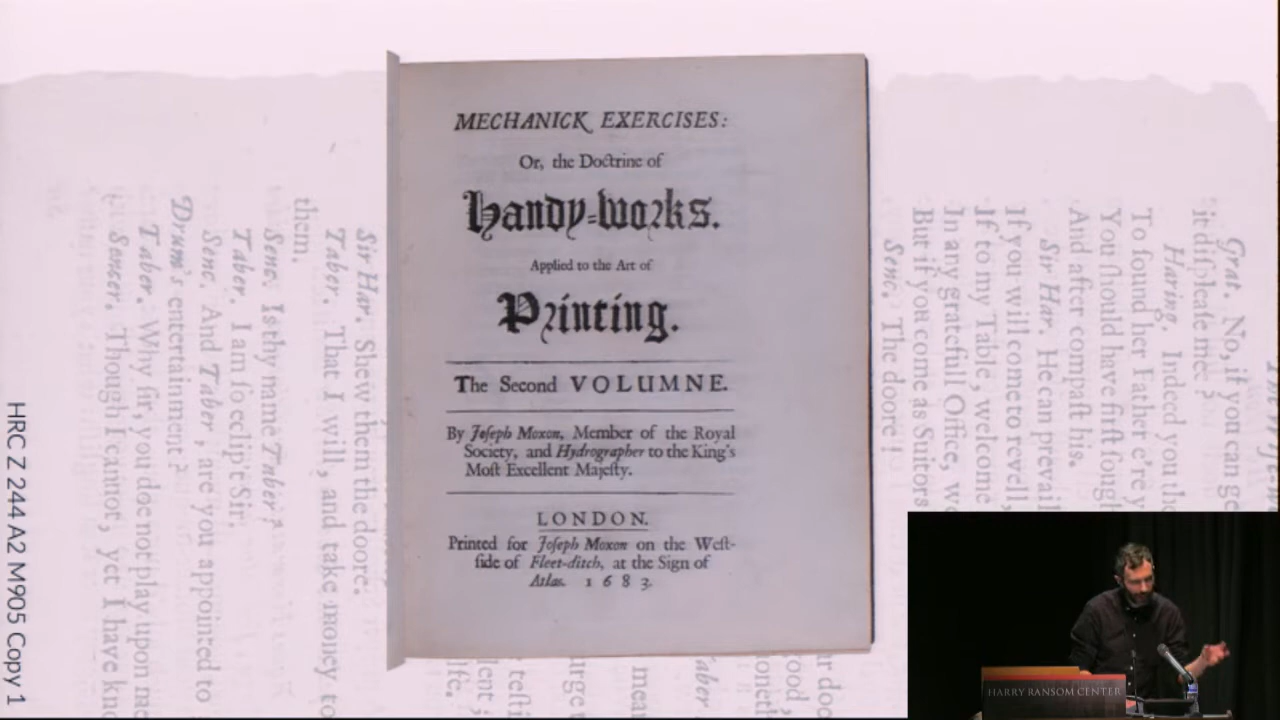 MECHANICK EXERCISES:
Or, the Doctrine of
Handy-works.
Applied to the Art of
Printing.
The Second VOLUMNE.
By Joſeph Moxon, Member of the Royal
Society, and Hydrographer to the King's
Moſt Excellent Majeſty.
LONDON.
Printed for Joſeph Moxon on the Weſt-
ſide of Fleet-ditch, at the Sign of
Atlas. 1 6 8 3.
HRC Z 244 A2 M905 Copy 1
Sir Har. Shew them the doore.
Taber. That I will, and take money to
them.
Senc. Is thy name Taber?
Taber. I am ſo eclip't Sir.
Senc. And Taber, are you appointed to
Drum's entertainment?
Taber. Why ſir, you doe not play upon me
Sencer. Though I cannot, yet I have
Grat. No, if you can
it diſpleaſe mee?
Haring. Indeed you
To found her Father e're
You ſhould have firſt
And after compaſt his.
Sir Har. He can
If you will come to revell,
If to my Table, welcome
In any gratefull Office,
But if you come as Suitors
Senc. The doore!
HARRY RANSOM CENTER